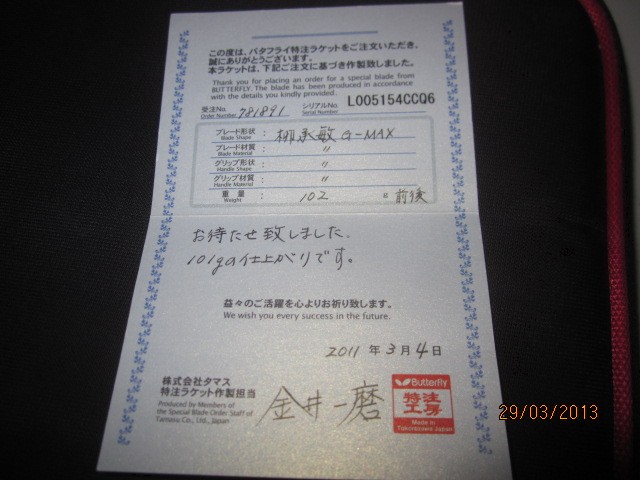 この度は、バタフライ特注ラケットをご注文いただき、
誠にありがとうございます。
本ラケットは、下記ご注文に基づき作製致しました。
Thank you for placing an order for a special blade from
BUTTERFLY. The blade has been produced in accordance
with the details you kindly provided.
受注No. 781891 シリアルNo. L005154CCQ6
Order Number Serial Number
ブレード形状 : 柳承敏 G-MAX
Blade Shape
ブレード材質 : 〃
Blade Material
グリップ形状 : 〃
Handle Shape
グリップ材質 : 〃
Handle Material
重量 : 102 g 前後
Weight
お待たせ致しました。
101gの仕上がりです。
益々のご活躍を心よりお祈り致します。
We wish you every success in the future.
2011年3月4日
株式会社タマス
特注ラケット作製担当 金井一磨
Produced by Members of
the Special Blade Order Staff of
Tamasu Co., Ltd., Japan
Butterfly
特注
工房
Made in
Tokorozawa Japan
29/03/2013